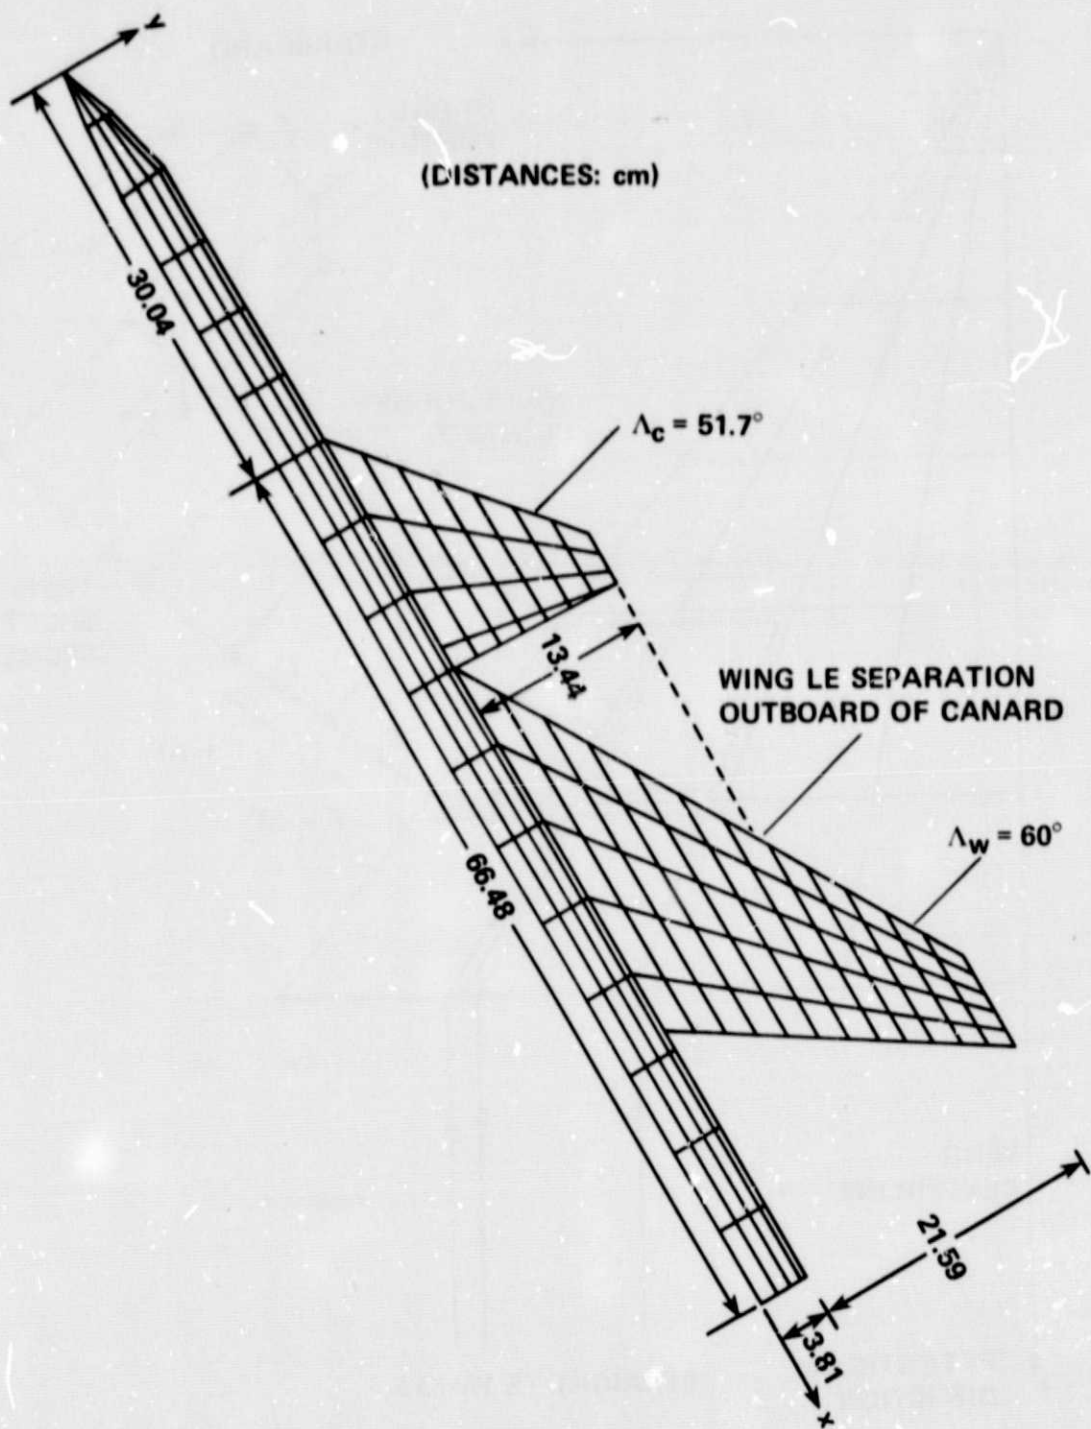 Y
(DISTANCES: cm)
30.04
Λc = 51.7°
13.44
WING LE SEPARATION
OUTBOARD OF CANARD
Λw = 60°
66.48
21.59
3.81
x